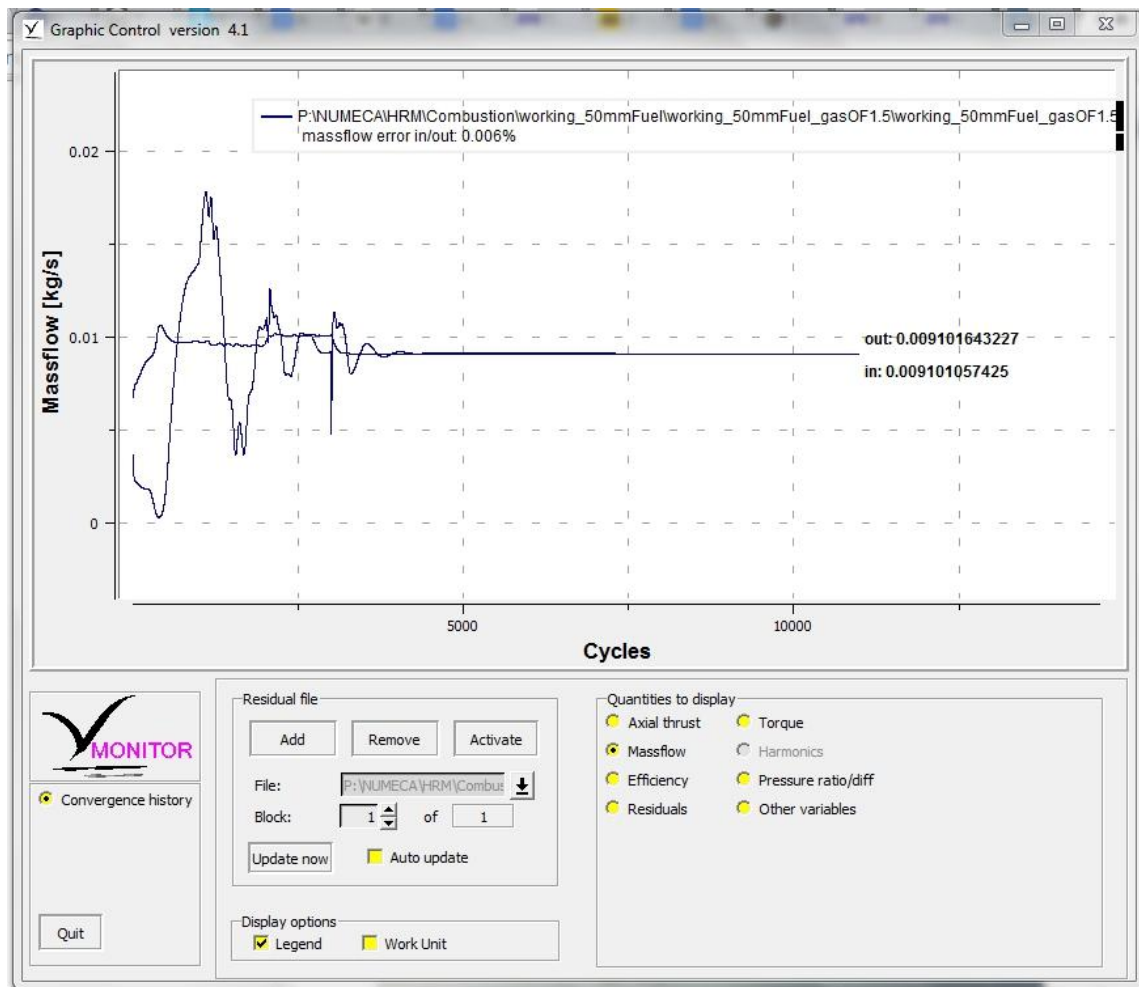 Graphic Control version 4.1
P:\NUMECA\HRM\Combustion\working_50mmFuel\working_50mmFuel_gasOF1.5\working_50mmFuel_gasOF1.5
massflow error in/out: 0.006%
0.02
0.01
0
Massflow [kg/s]
out: 0.009101643227
in: 0.009101057425
5000
10000
Cycles
MONITOR
Convergence history
Quit
Residual file
Add
Remove
Activate
File:
P:\NUMECA\HRM\Combus
Block:
1
of
1
Update now
Auto update
Display options
Legend
Work Unit
Quantities to display
Axial thrust
Torque
Massflow
Harmonics
Efficiency
Pressure ratio/diff
Residuals
Other variables